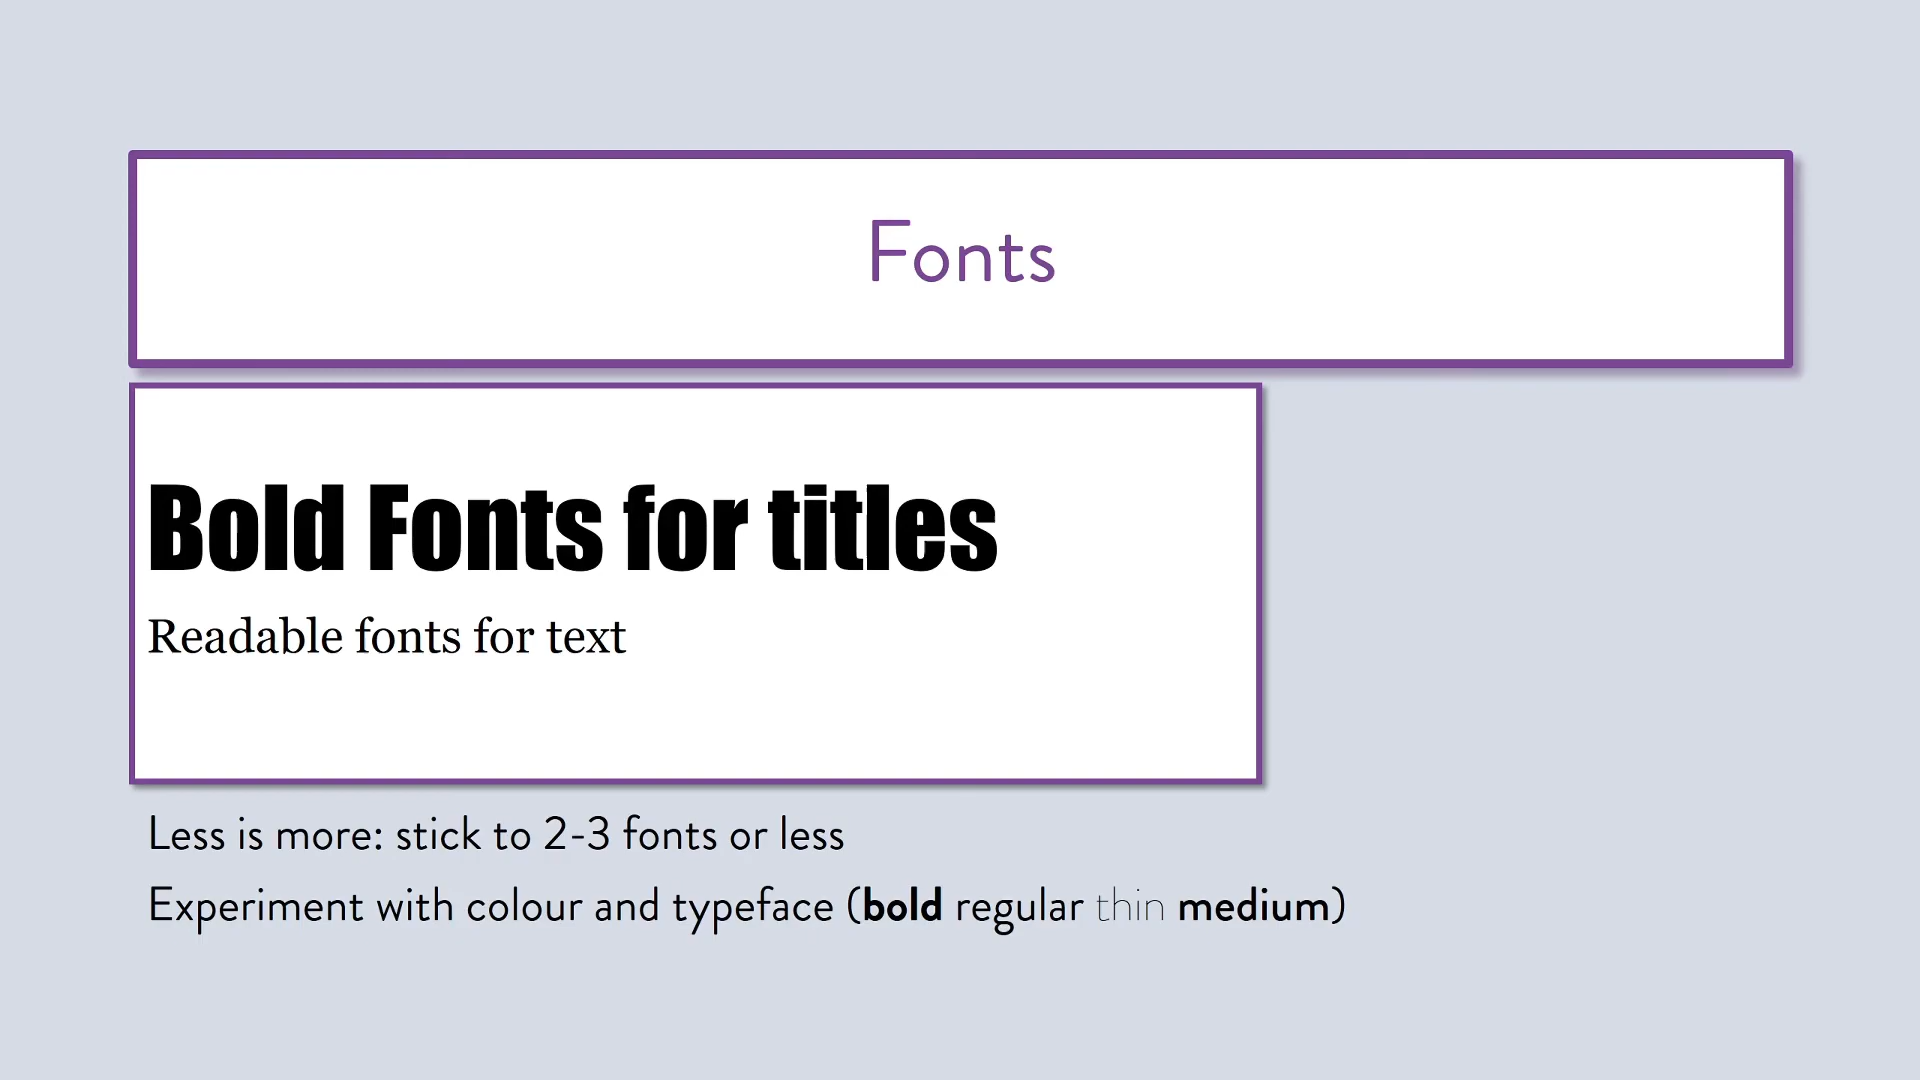 Fonts
Bold Fonts for titles
Readable fonts for text
Less is more: stick to 2-3 fonts or less
Experiment with colour and typeface (bold regular thin medium)